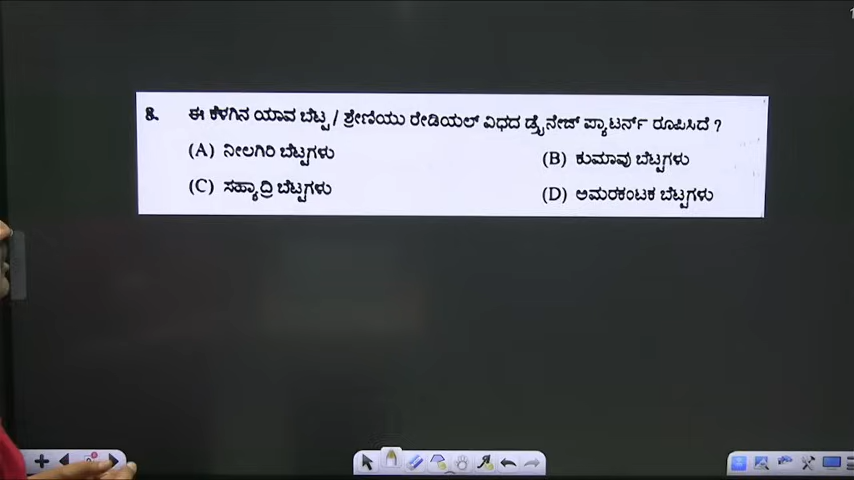 8. ಈ ಕೆಳಗಿನ ಯಾವ ಬೆಟ್ಟ / ಶ್ರೇಣಿಯು ರೇಡಿಯಲ್ ವಿಧದ ಡ್ರೈನೇಜ್ ಪ್ಯಾಟರ್ನ್ ರೂಪಿಸಿದೆ ?
(A) ನೀಲಗಿರಿ ಬೆಟ್ಟಗಳು (B) ಕುಮಾವು ಬೆಟ್ಟಗಳು
(C) ಸಹ್ಯಾದ್ರಿ ಬೆಟ್ಟಗಳು (D) ಅಮರಕಂಟಕ ಬೆಟ್ಟಗಳು